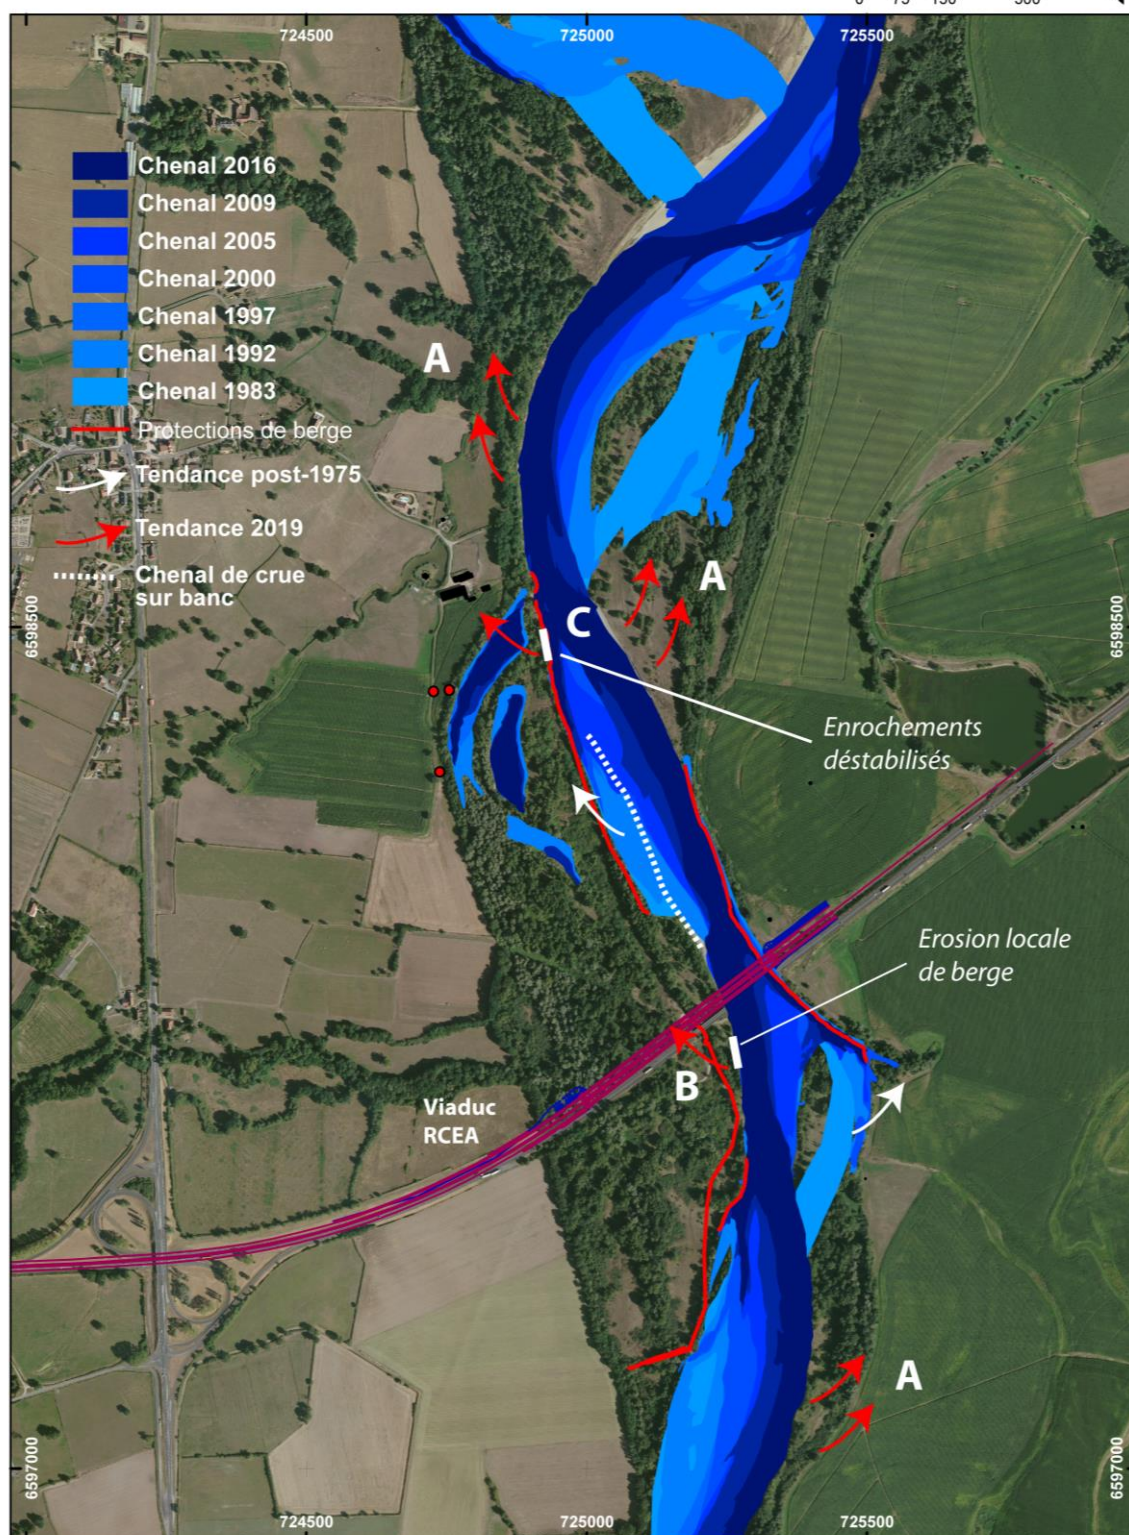 724500
725000
725500
Chenal 2016
Chenal 2009
Chenal 2005
Chenal 2000
Chenal 1997
Chenal 1992
Chenal 1983
Protections de berge
Tendance post-1975
Tendance 2019
Chenal de crue
sur banc
A
A
C
6598500
6598500
Enrochements
déstabilisés
Erosion locale
de berge
B
Viaduc
RCEA
A
6597000
6597000
724500
725000
725500